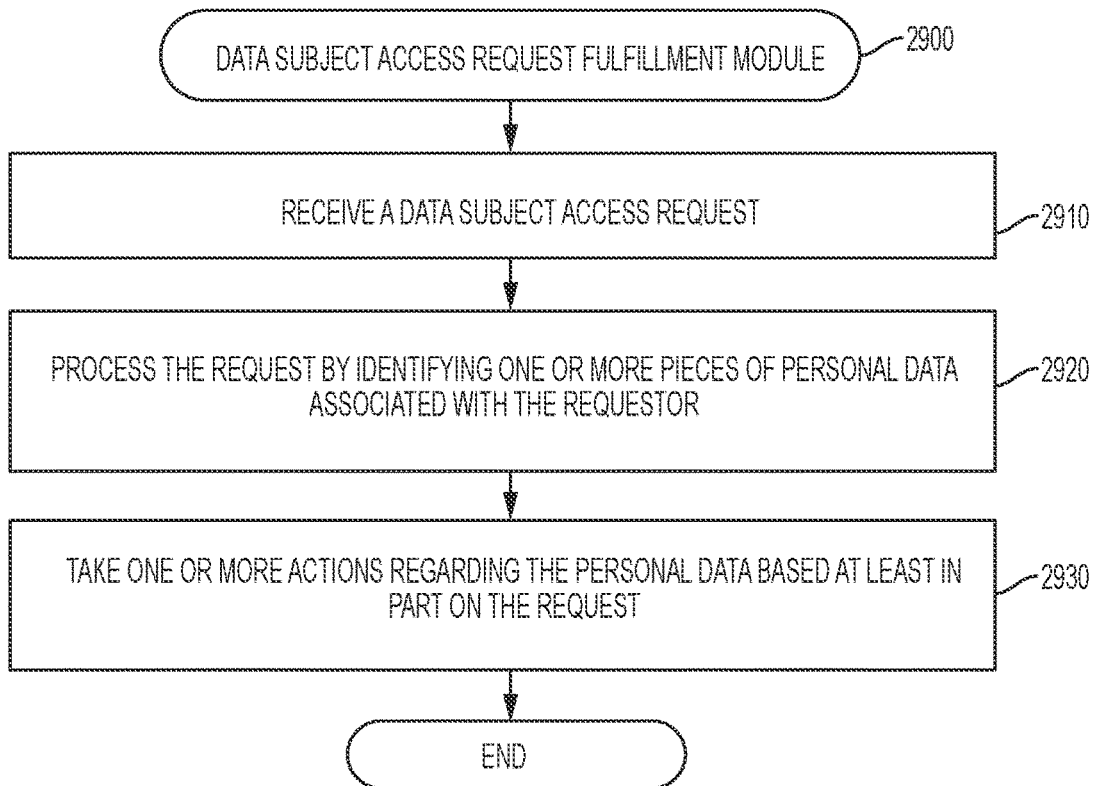 DATA SUBJECT ACCESS REQUEST FULFILLMENT MODULE
2900
RECEIVE A DATA SUBJECT ACCESS REQUEST
2910
PROCESS THE REQUEST BY IDENTIFYING ONE OR MORE PIECES OF PERSONAL DATA
ASSOCIATED WITH THE REQUESTOR
2920
TAKE ONE OR MORE ACTIONS REGARDING THE PERSONAL DATA BASED AT LEAST IN
PART ON THE REQUEST
2930
END